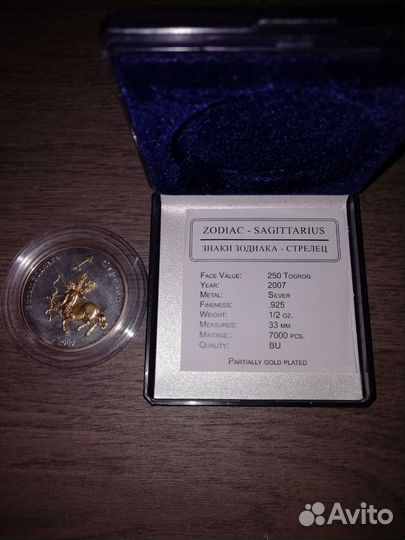 ZODIAC - SAGITTARIUS
ЗНАКИ ЗОДИАКА - СТРЕЛЕЦ
FACE VALUE: 250 TOGROG
YEAR: 2007
METAL: SILVER
FINENESS: .925
WEIGHT: 1/2 OZ.
MEASURES: 33 MM
MINTAGE: 7000 PCS.
QUALITY: BU
PARTIALLY GOLD PLATED
2007
Avito